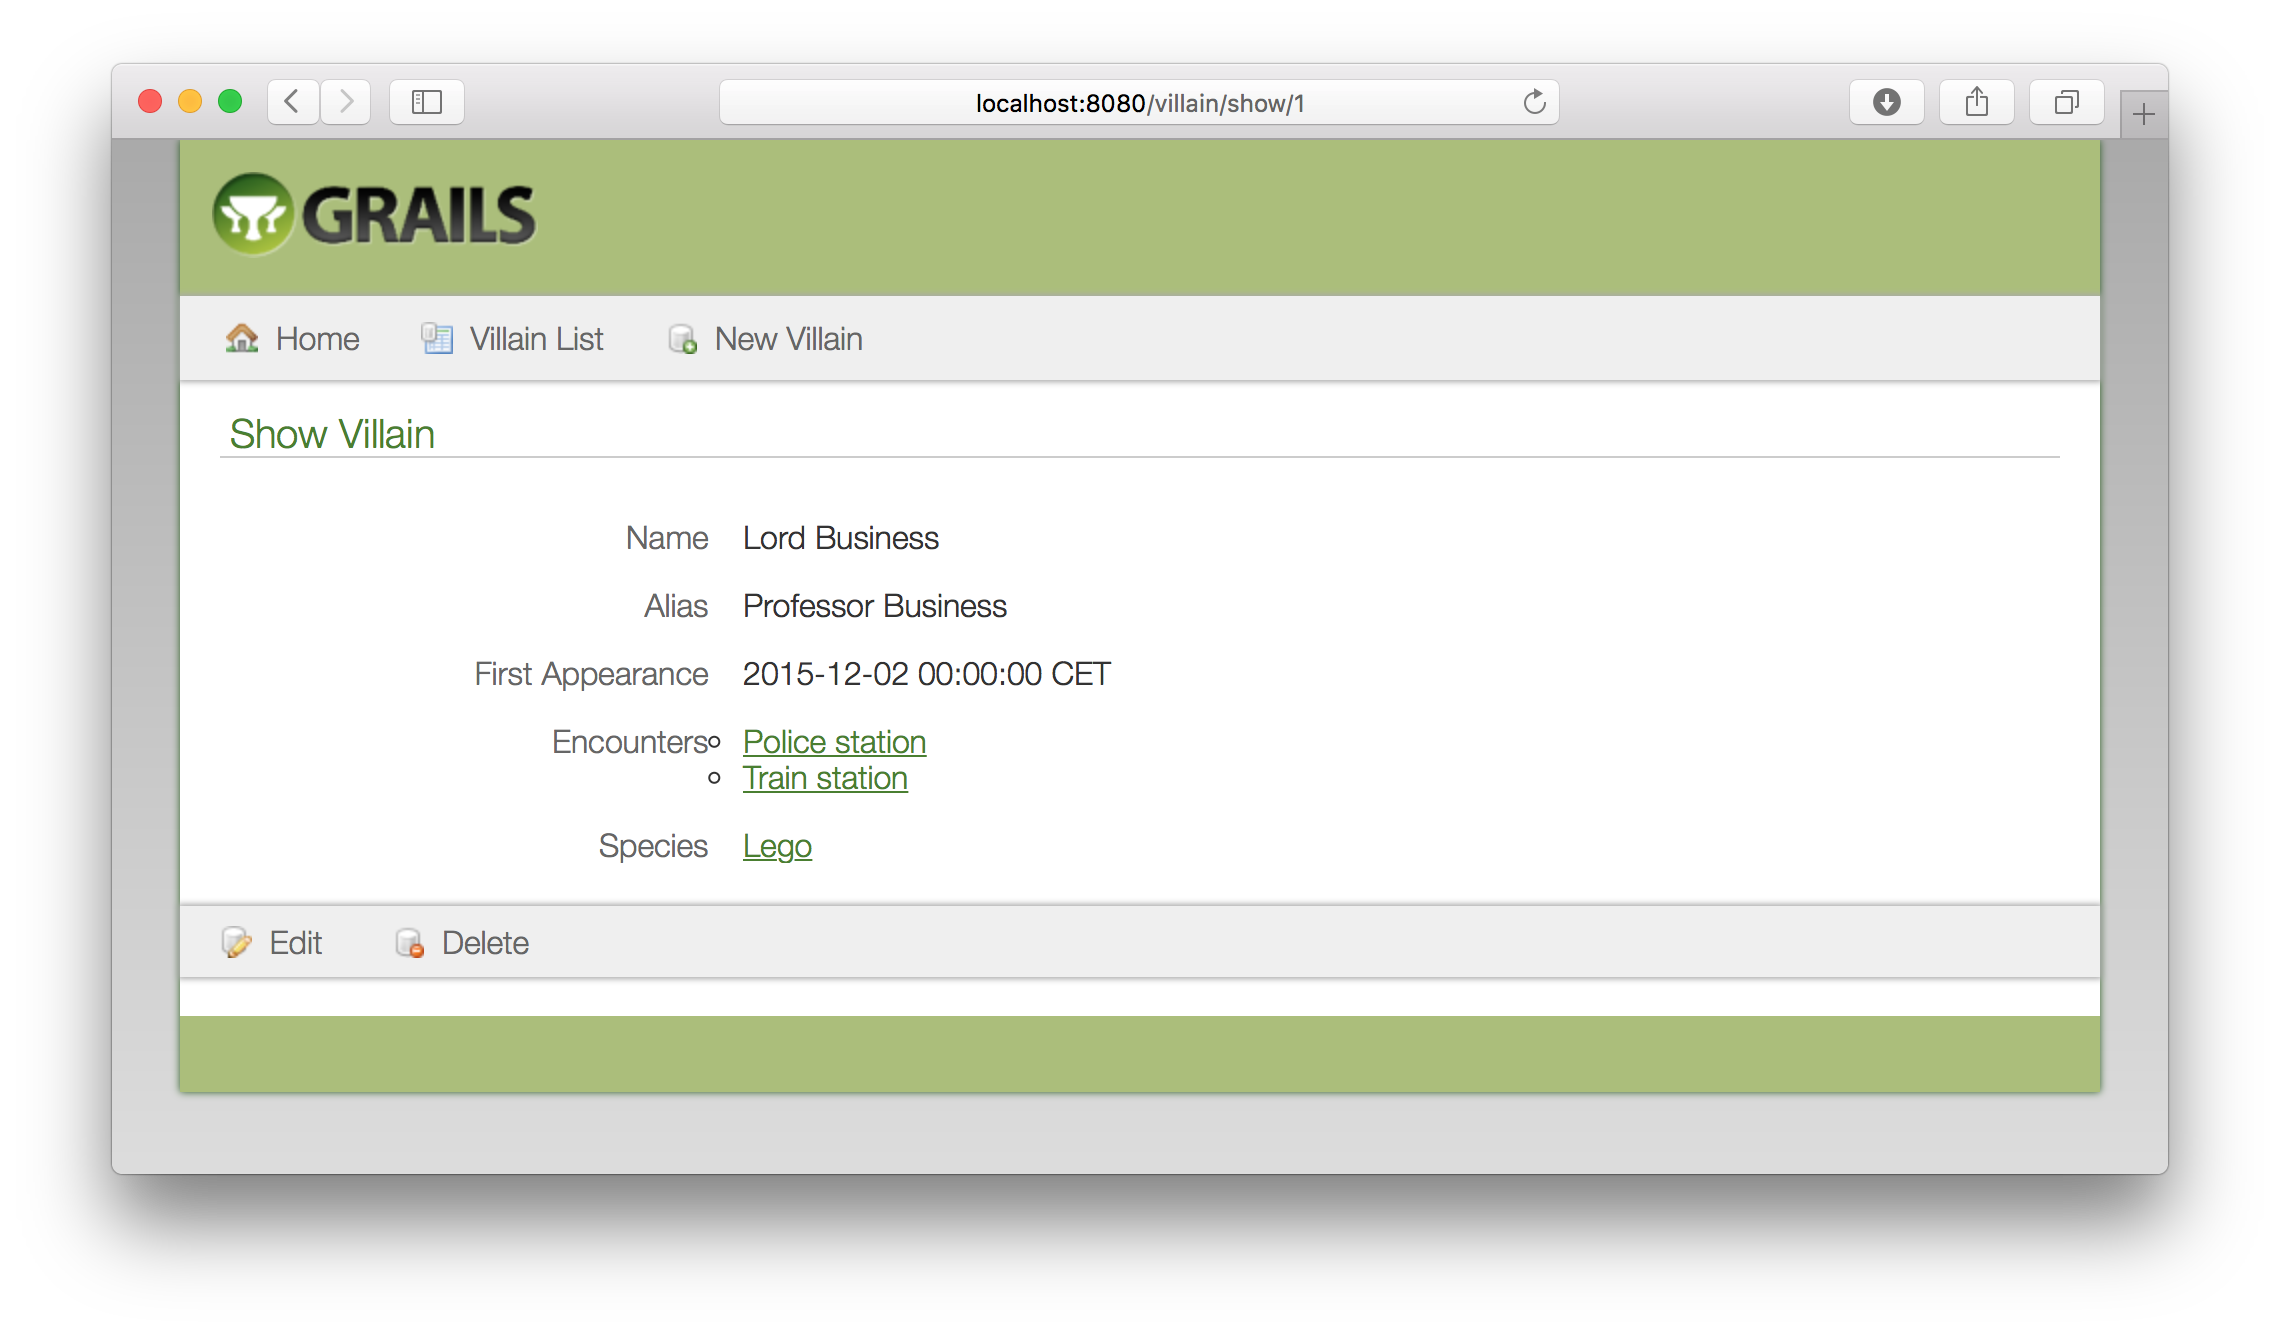 localhost:8080/villain/show/1
GRAILS
Home Villain List New Villain
Show Villain
Name Lord Business
Alias Professor Business
First Appearance 2015-12-02 00:00:00 CET
Encounters Police station
Train station
Species Lego
Edit Delete